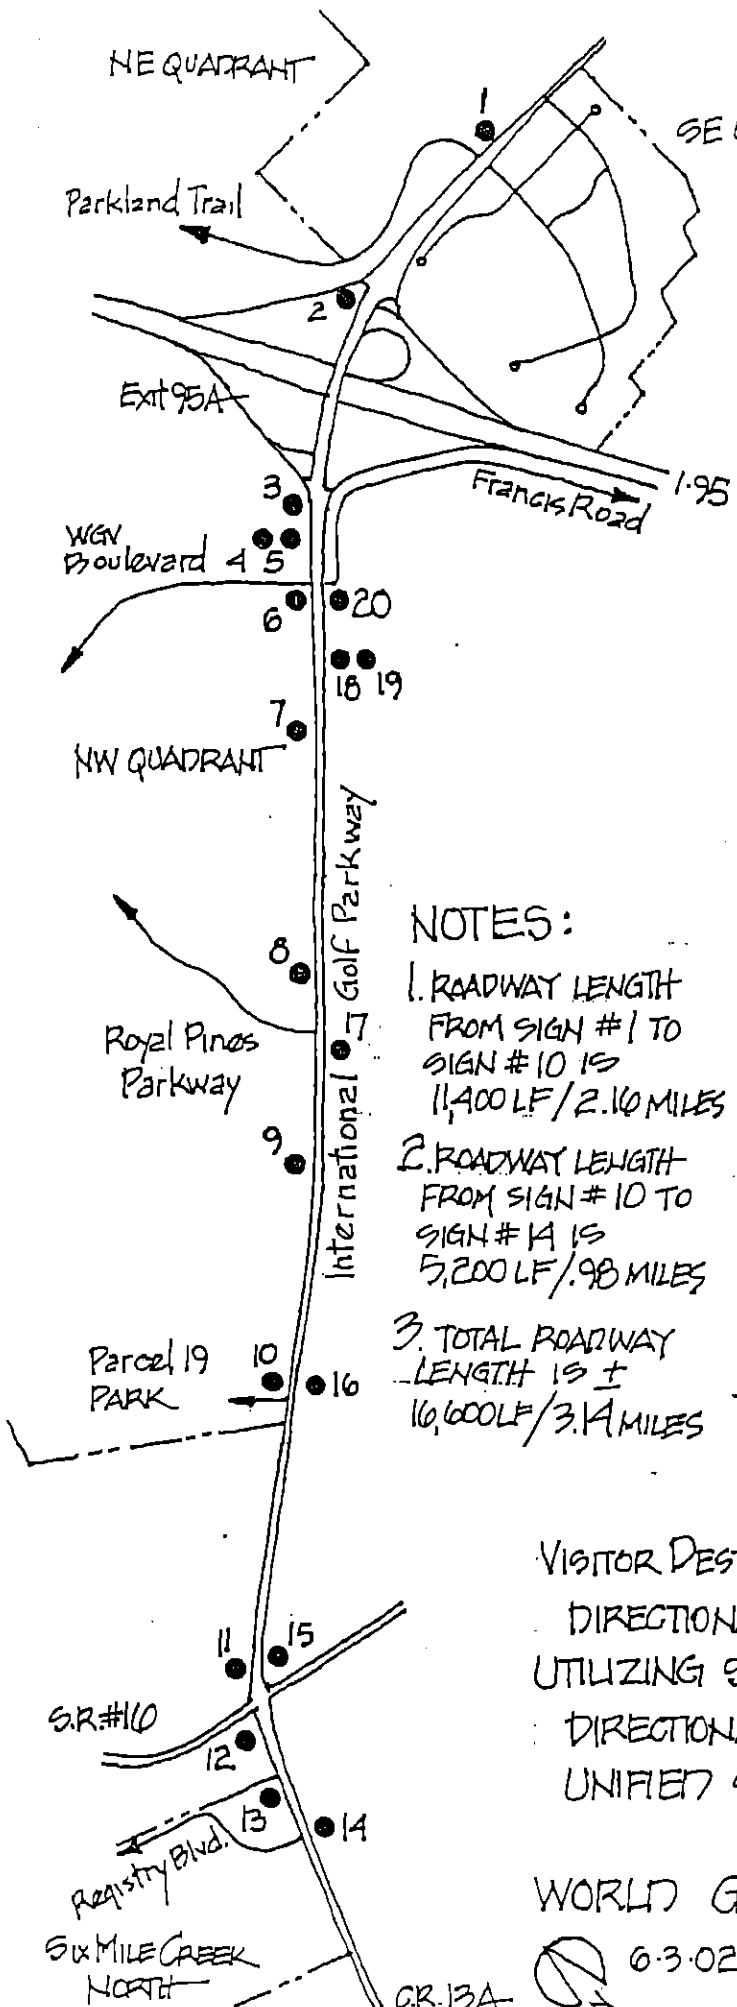 NE QUADRANT
1
SE
Parkland Trail
2
Exit 95A
3
Francis Road
I-95
WGV
Boulevard 4 5
6
20
18 19
7
NW QUADRANT
International Golf Parkway
8
Royal Pines
Parkway
7
9
NOTES:
1. ROADWAY LENGTH
FROM SIGN #1 TO
SIGN #10 IS
11,400 LF/2.16 MILES
2. ROADWAY LENGTH
FROM SIGN #10 TO
SIGN #14 IS
5,200 LF/.98 MILES
3. TOTAL ROADWAY
LENGTH IS ±
16,600 LF/3.14 MILES
Parcel 19
PARK
10
16
11
15
S.R.#16
12
13
14
Registry Blvd.
SIX MILE CREEK
NORTH
C.R. 13A
VISITOR DEST
DIRECTION
UTILIZING S
DIRECTIONA
UNIFIED
WORLD G
6·3·02